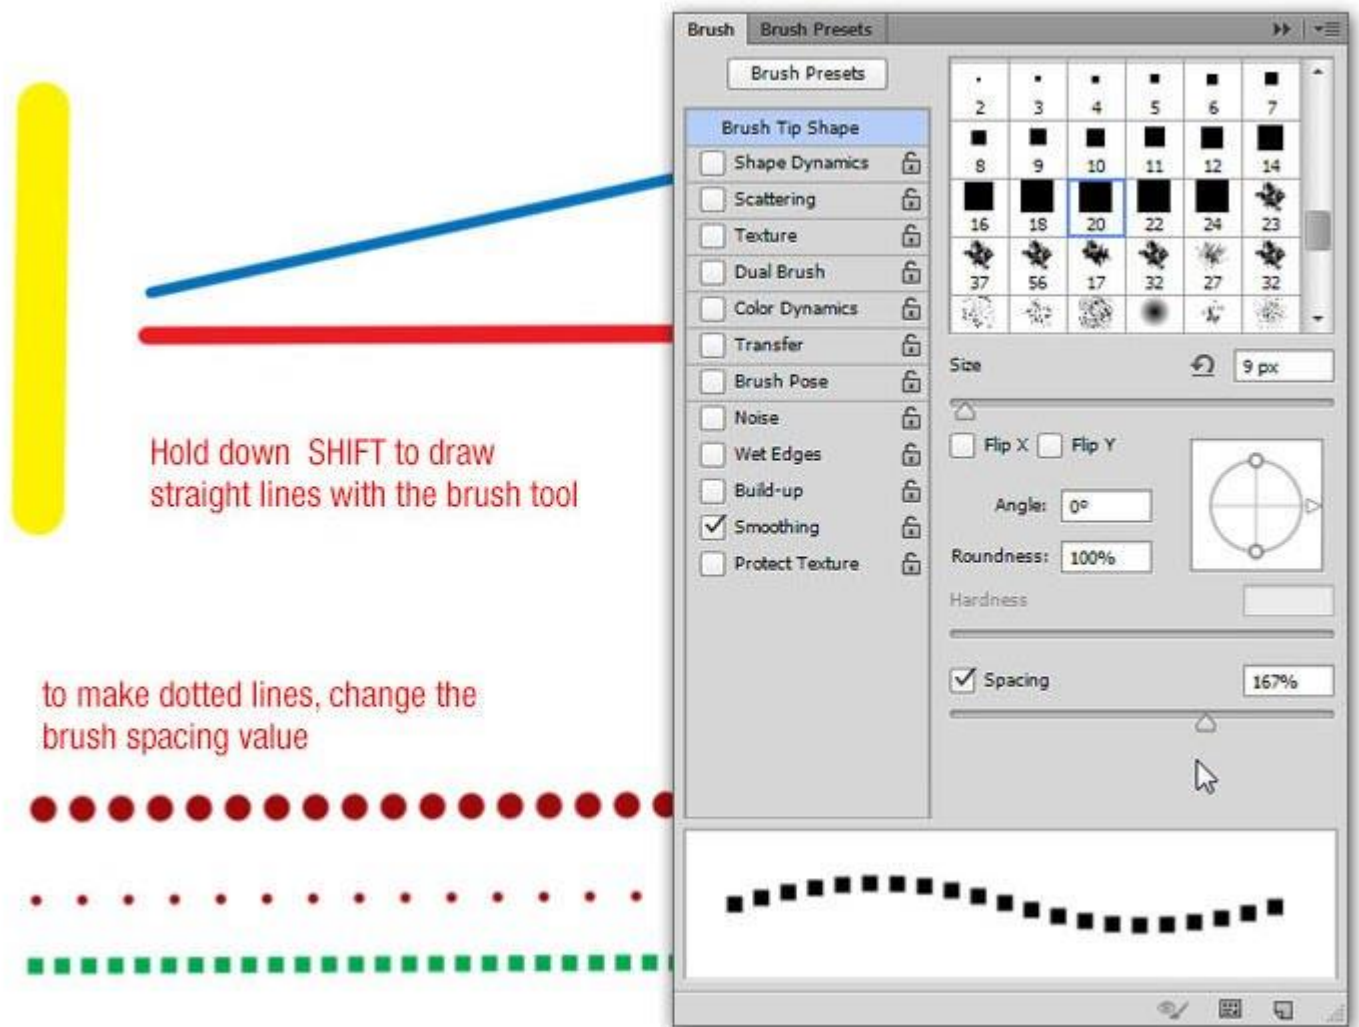 Brush Brush Presets
Brush Presets
2 3 4 5 6 7
8 9 10 11 12 14
16 18 20 22 24 23
37 56 17 32 27 32
Brush Tip Shape
Shape Dynamics
Scattering
Texture
Dual Brush
Color Dynamics
Transfer
Brush Pose
Noise
Wet Edges
Build-up
Smoothing
Protect Texture
Size 9 px
Flip X Flip Y
Angle: 0º
Roundness: 100%
Hardness
Spacing 167%
Hold down SHIFT to draw
straight lines with the brush tool
to make dotted lines, change the
brush spacing value